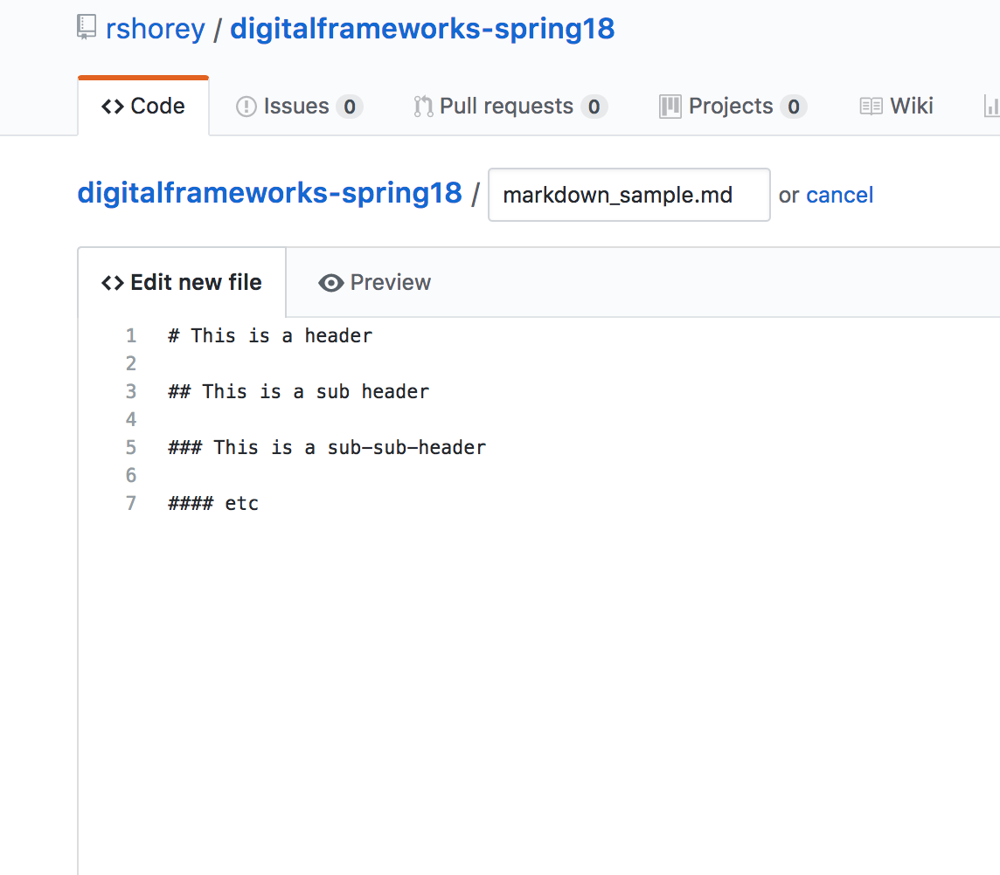 rshorey / digitalframeworks-spring18
Code Issues 0 Pull requests 0 Projects 0 Wiki
digitalframeworks-spring18 / markdown_sample.md or cancel
Edit new file Preview
1 # This is a header
2
3 ## This is a sub header
4
5 ### This is a sub-sub-header
6
7 #### etc